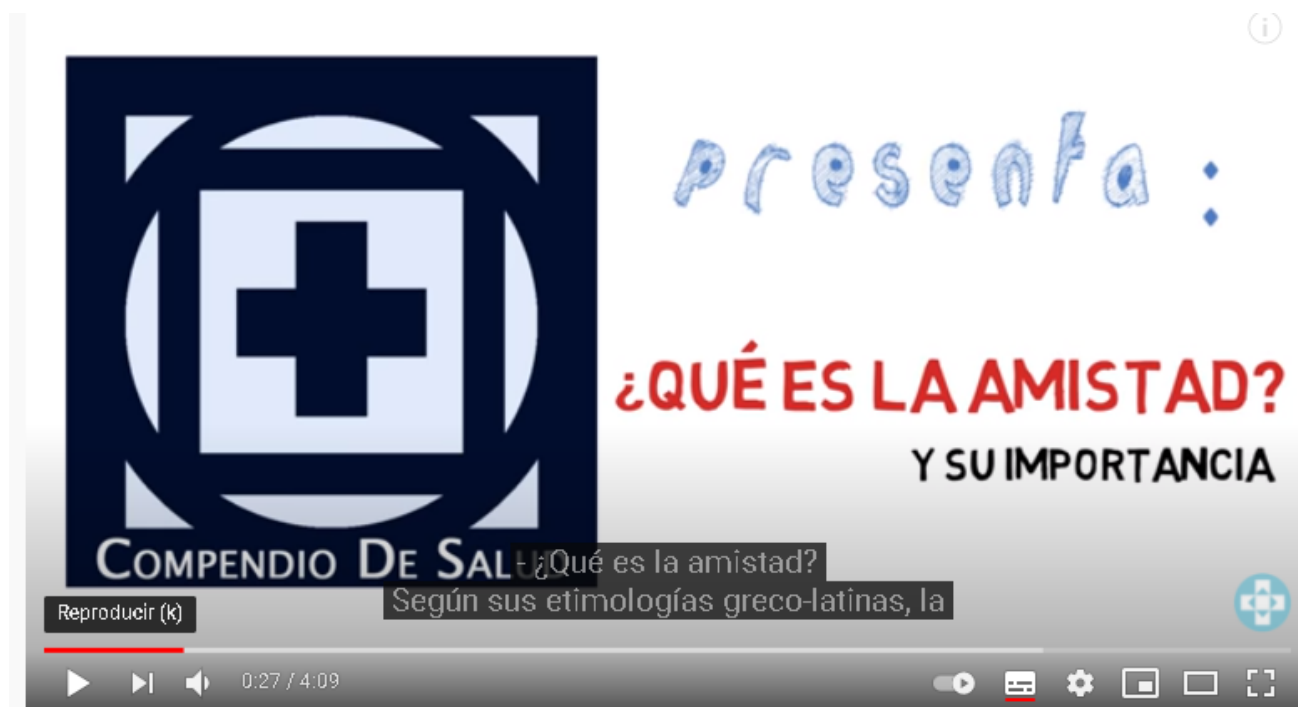 presenta :
¿QUÉ ES LA AMISTAD?
Y SU IMPORTANCIA
COMPENDIO DE SALUD
- ¿Qué es la amistad?
Según sus etimologías greco-latinas, la
Reproducir (k)
0:27 / 4:09